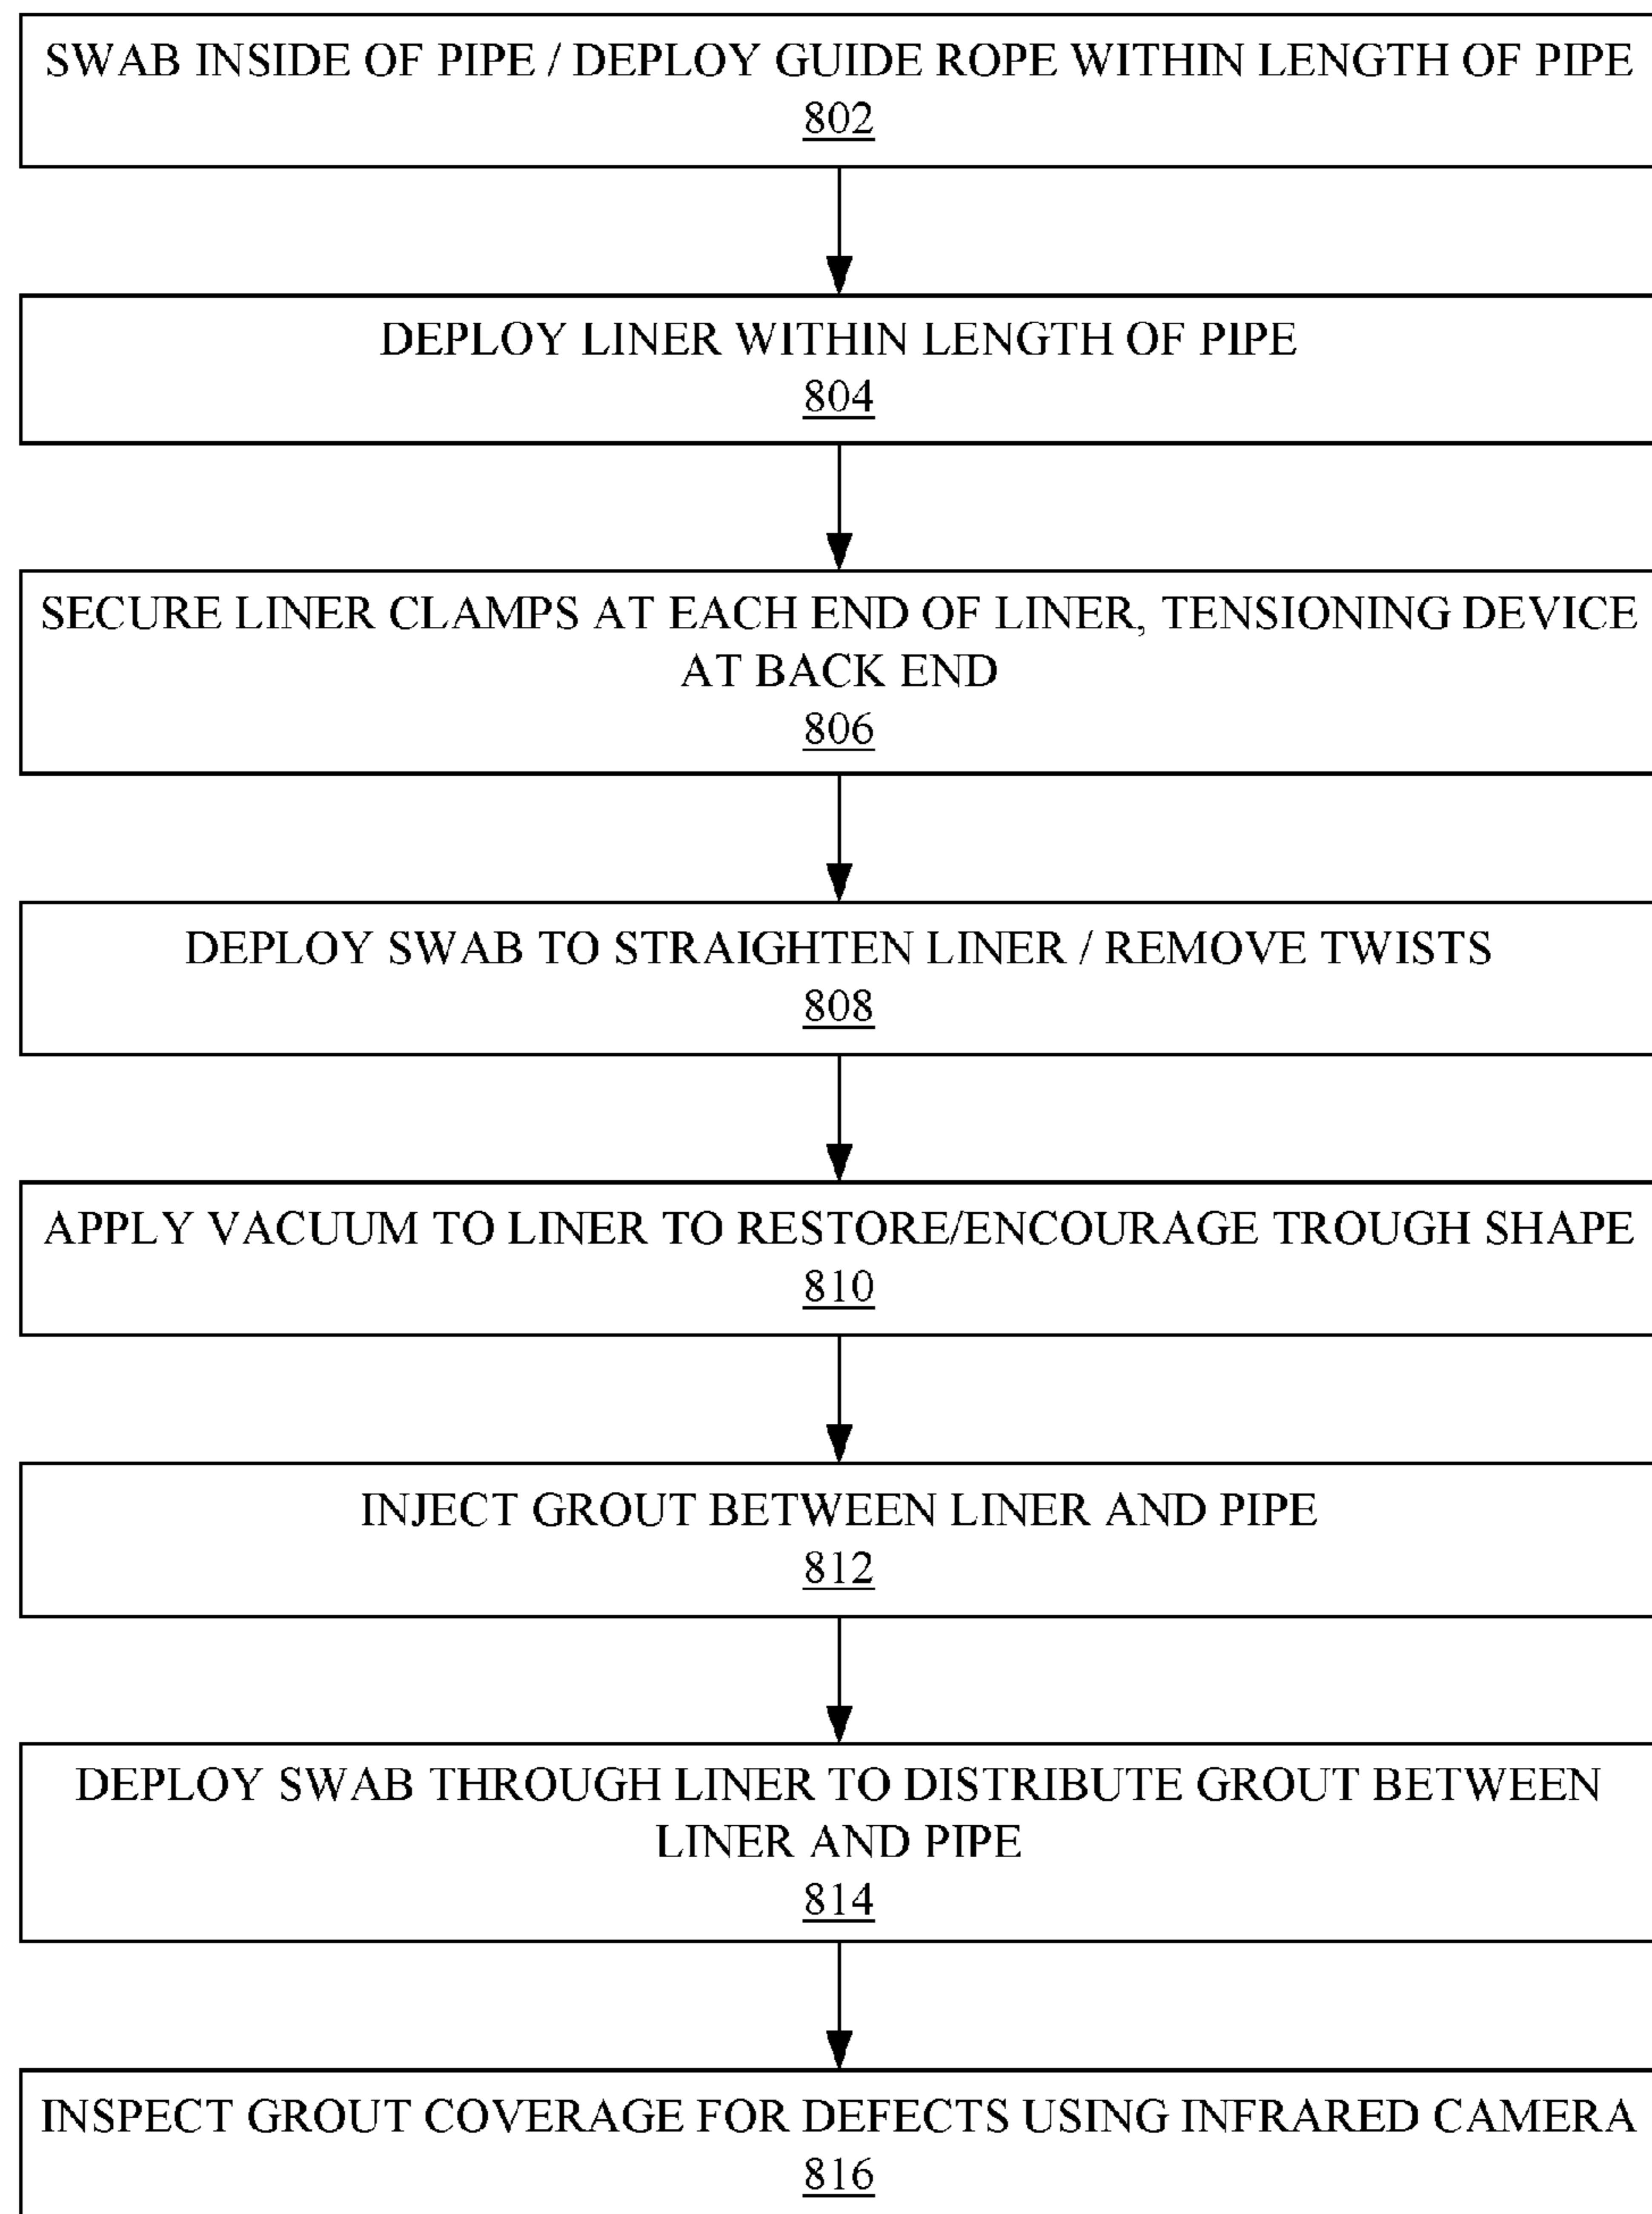 SWAB INSIDE OF PIPE / DEPLOY GUIDE ROPE WITHIN LENGTH OF PIPE
802
DEPLOY LINER WITHIN LENGTH OF PIPE
804
SECURE LINER CLAMPS AT EACH END OF LINER, TENSIONING DEVICE
AT BACK END
806
DEPLOY SWAB TO STRAIGHTEN LINER / REMOVE TWISTS
808
APPLY VACUUM TO LINER TO RESTORE/ENCOURAGE TROUGH SHAPE
810
INJECT GROUT BETWEEN LINER AND PIPE
812
DEPLOY SWAB THROUGH LINER TO DISTRIBUTE GROUT BETWEEN
LINER AND PIPE
814
INSPECT GROUT COVERAGE FOR DEFECTS USING INFRARED CAMERA
816